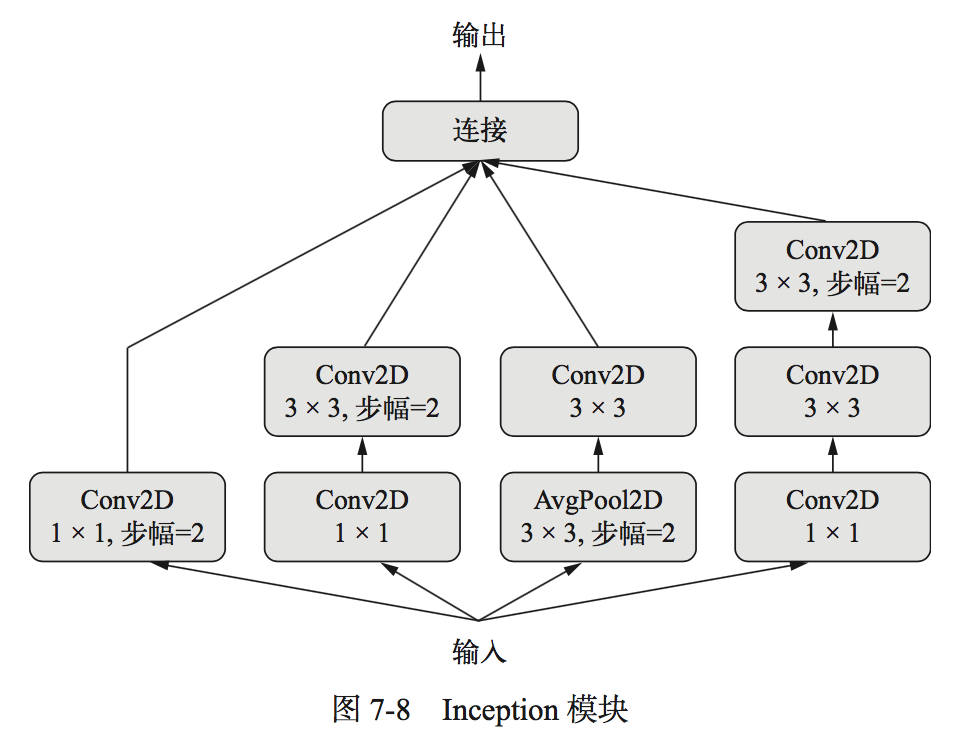 输出
连接
Conv2D
3 × 3, 步幅=2
Conv2D
3 × 3, 步幅=2
Conv2D
3 × 3
Conv2D
3 × 3
Conv2D
1 × 1, 步幅=2
Conv2D
1 × 1
AvgPool2D
3 × 3, 步幅=2
Conv2D
1 × 1
输入
图 7-8 Inception 模块